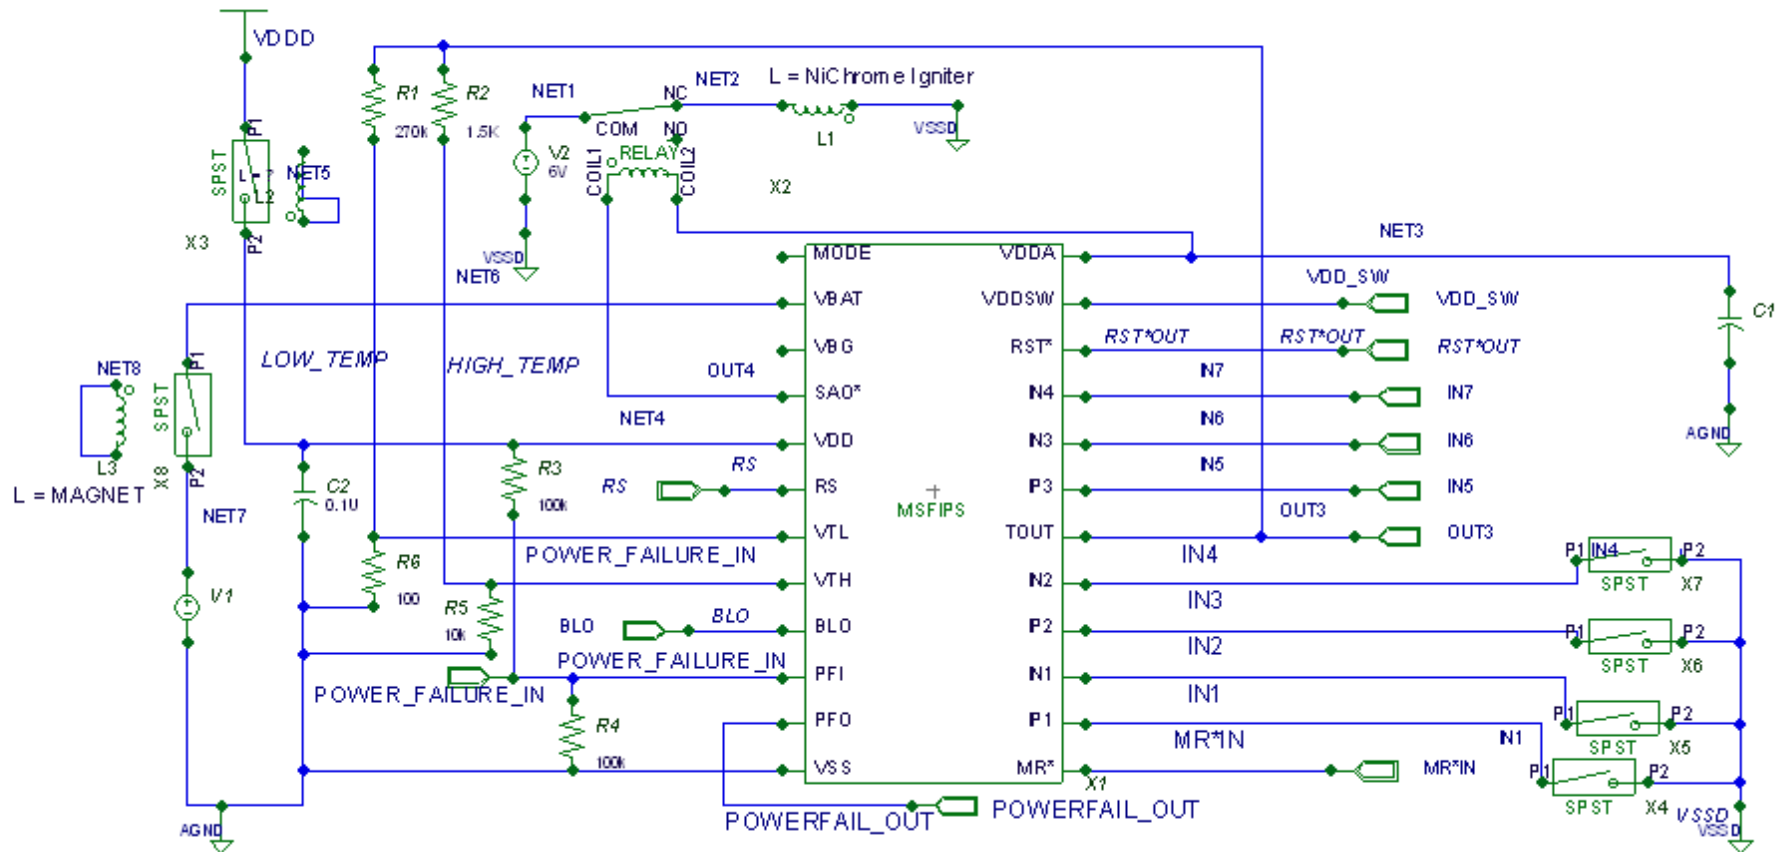 VDDD
P1
SPST
L = ?
L2
NET5
X3
P2
R1
270k
R2
1.5K
NET1
NET2
L = NiChrome Igniter
NC
COM
NO
RELAY
COIL1
COIL2
V2
6V
VSSD
L1
VSSD
X2
NET6
NET3
MODE
VBAT
VBG
SAO*
VDD
RS
VTL
VTH
BLO
PFI
PFO
VSS
VDDA
VDDSW
RST*
IN4
IN3
IP3
TOUT
IN2
IP2
IN1
IP1
MR*
MSFIPS
X1
VDD_SW
VDD_SW
RST*OUT
RST*OUT
RST*OUT
IN7
IN7
IN6
IN6
IN5
IN5
OUT3
OUT3
C1
AGND
LOW_TEMP
HIGH_TEMP
OUT4
NET4
NET8
P1
SPST
L3
X8
P2
L = MAGNET
NET7
V1
C2
0.1U
R3
100k
RS
RS
POWER_FAILURE_IN
R6
100
R5
10k
BLO
BLO
POWER_FAILURE_IN
POWER_FAILURE_IN
R4
100k
AGND
POWERFAIL_OUT
POWERFAIL_OUT
IN4
P1
IN4
P2
SPST
X7
IN3
P1
P2
SPST
X6
IN2
P1
P2
SPST
X5
IN1
IN1
P1
P2
SPST
X4
MR*IN
MR*IN
VSSD
VSSD